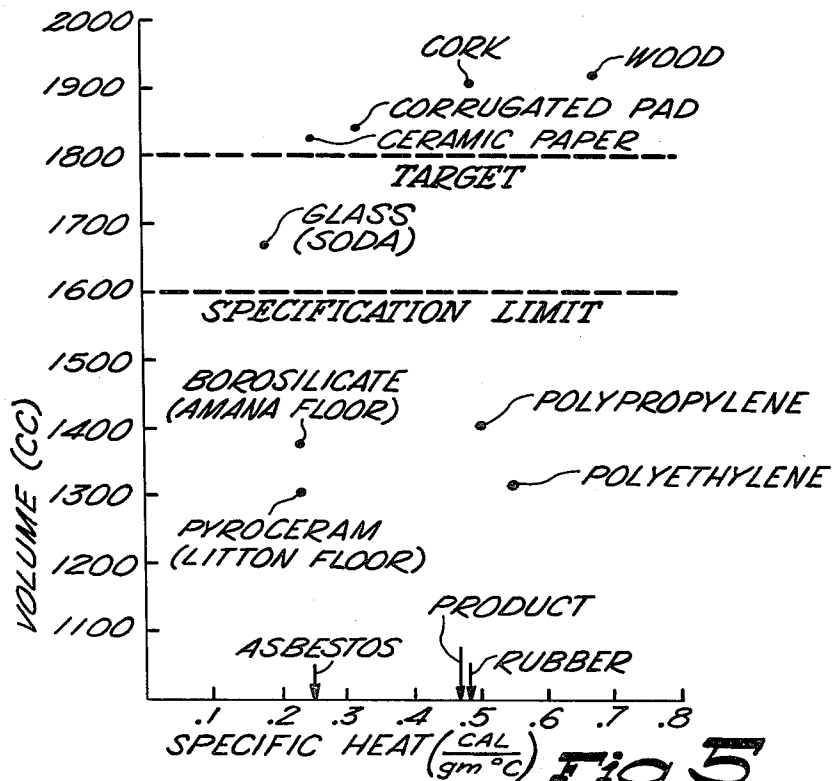 2000
CORK
WOOD
1900
CORRUGATED PAD
CERAMIC PAPER
1800
TARGET
1700
GLASS
(SODA)
1600
SPECIFICATION LIMIT
1500
BOROSILICATE
(AMANA FLOOR)
POLYPROPYLENE
1400
POLYETHYLENE
1300
PYROCERAM
(LITTON FLOOR)
1200
PRODUCT
1100
ASBESTOS
RUBBER
VOLUME (CC)
.1 .2 .3 .4 .5 .6 .7 .8
SPECIFIC HEAT (CAL/gm °C)
Fig 5